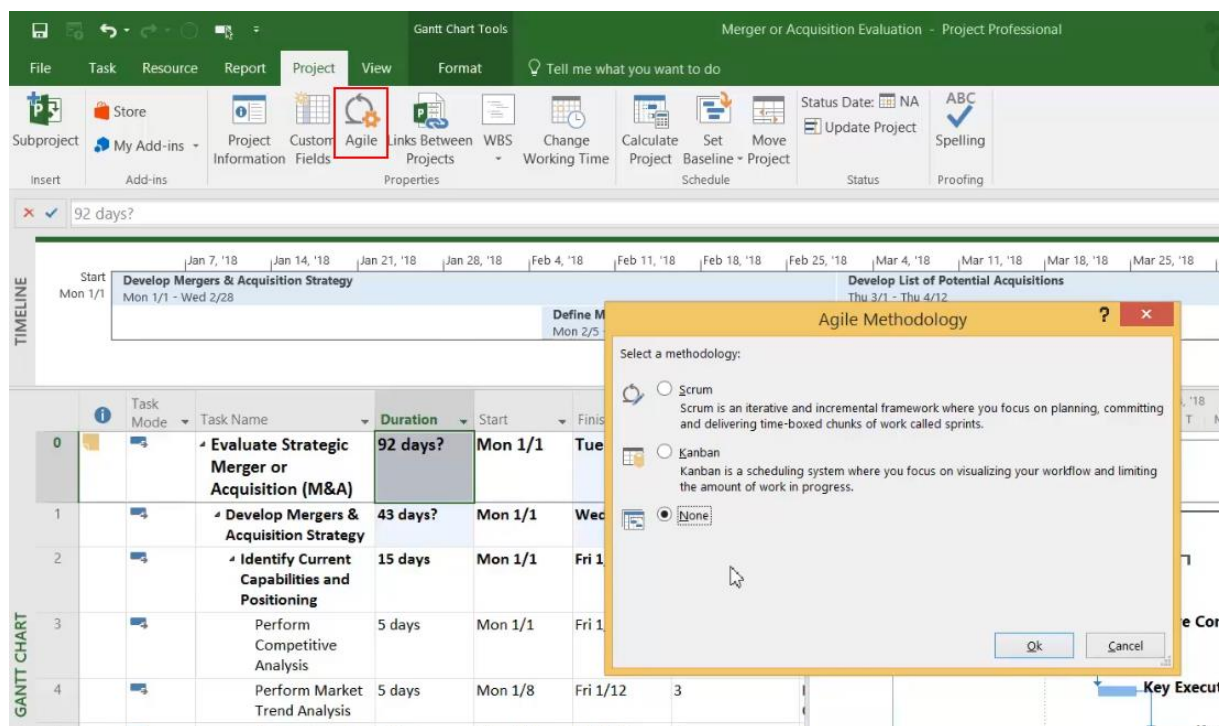 Gantt Chart Tools
Merger or Acquisition Evaluation - Project Professional
File Task Resource Report Project View Format Tell me what you want to do
Subproject
Store
My Add-ins
Project Information
Custom Fields
Agile
Links Between Projects
WBS
Change Working Time
Calculate Project
Set Baseline
Move Project
Status Date: NA
Update Project
ABC
Spelling
Insert Add-ins Properties Schedule Status Proofing
92 days?
TIMELINE
Jan 7, '18 Jan 14, '18 Jan 21, '18 Jan 28, '18 Feb 4, '18 Feb 11, '18 Feb 18, '18 Feb 25, '18 Mar 4, '18 Mar 11, '18 Mar 18, '18 Mar 25, '18
Start
Mon 1/1
Develop Mergers & Acquisition Strategy
Mon 1/1 - Wed 2/28
Develop List of Potential Acquisitions
Thu 3/1 - Thu 4/12
Define M
Mon 2/5
Agile Methodology ?
Select a methodology:
Scrum
Scrum is an iterative and incremental framework where you focus on planning, committing
and delivering time-boxed chunks of work called sprints.
Kanban
Kanban is a scheduling system where you focus on visualizing your workflow and limiting
the amount of work in progress.
None
Ok Cancel
GANTT CHART
Task Mode Task Name Duration Start Finis
'18
T
0 Evaluate Strategic 92 days? Mon 1/1 Tue
Merger or
Acquisition (M&A)
1 Develop Mergers & 43 days? Mon 1/1 Wed
Acquisition Strategy
2 Identify Current 15 days Mon 1/1 Fri 1
Capabilities and
Positioning
3 Perform 5 days Mon 1/1 Fri 1
Competitive
Analysis
4 Perform Market 5 days Mon 1/8 Fri 1/12 3
Trend Analysis
e Cor
Key Execut